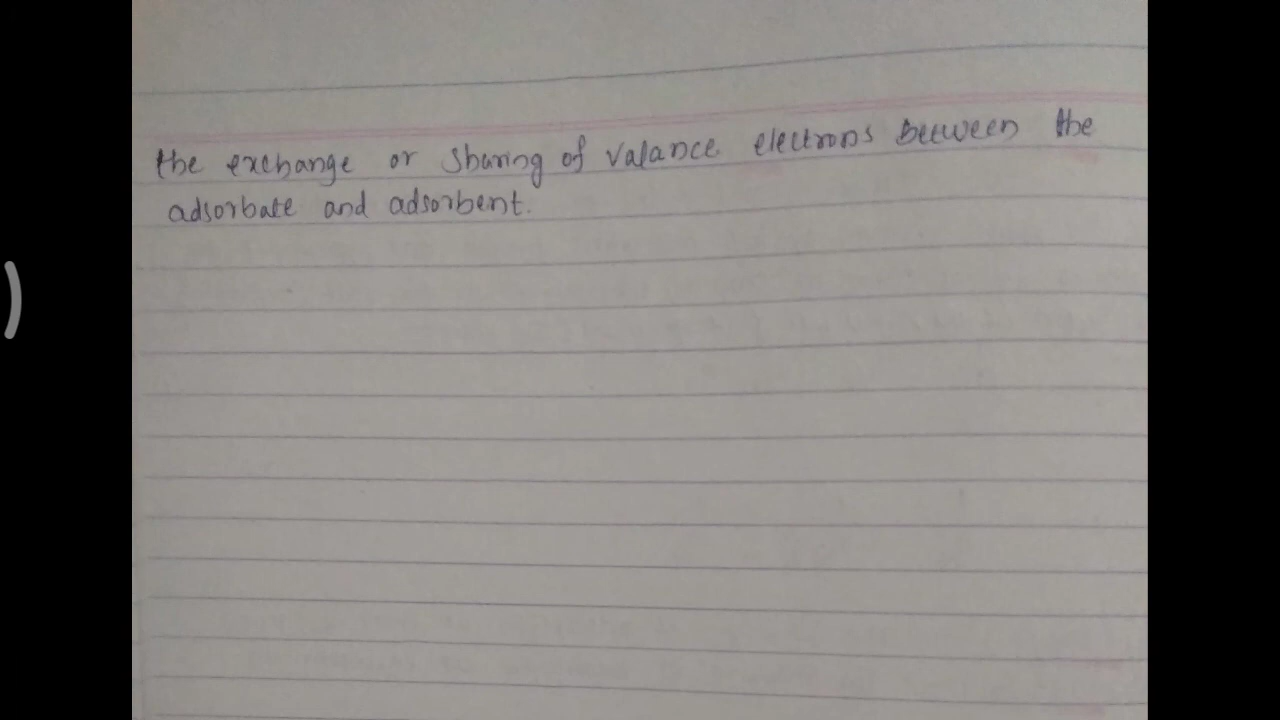 the exchange or sharing of valance electrons between the
adsorbate and adsorbent.